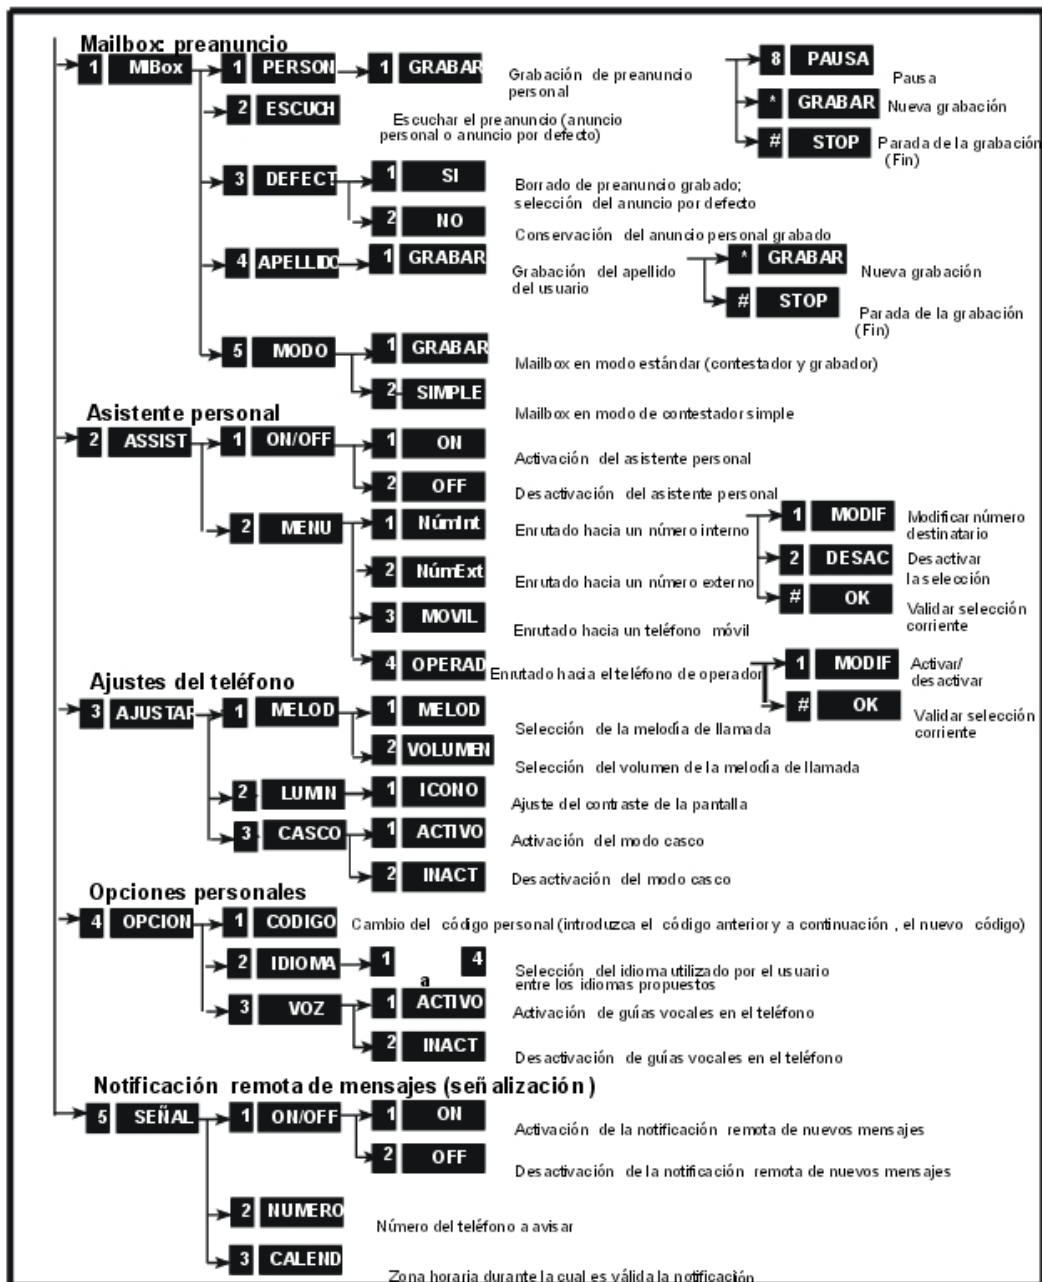 Mailbox: preanuncio
1 MIBox 1 PERSON 1 GRABAR
Grabación de preanuncio
personal
8 PAUSA
Pausa
* GRABAR
Nueva grabación
# STOP
Parada de la grabación
(Fin)
2 ESCUCH
Escuchar el preanuncio (anuncio
personal o anuncio por defecto)
3 DEFECT 1 SI
Borrado de preanuncio grabado;
selección del anuncio por defecto
2 NO
Conservación del anuncio personal grabado
4 APELLIDO 1 GRABAR
Grabación del apellido
del usuario
* GRABAR
Nueva grabación
# STOP
Parada de la grabación
(Fin)
5 MODO 1 GRABAR
Mailbox en modo estándar (contestador y grabador)
2 SIMPLE
Mailbox en modo de contestador simple
Asistente personal
2 ASSIST 1 ON/OFF 1 ON
Activación del asistente personal
2 OFF
Desactivación del asistente personal
2 MENU 1 NúmInt
Enrutado hacia un número interno
2 NúmExt
Enrutado hacia un número externo
1 MODIF
Modificar número
destinatario
2 DESAC
Desactivar
la selección
# OK
Validar selección
corriente
3 MOVIL
Enrutado hacia un teléfono móvil
4 OPERAD
Enrutado hacia el teléfono de operador
1 MODIF
Activar/
desactivar
# OK
Validar selección
corriente
Ajustes del teléfono
3 AJUSTAR 1 MELOD 1 MELOD
Selección de la melodía de llamada
2 VOLUMEN
Selección del volumen de la melodía de llamada
2 LUMIN 1 ICONO
Ajuste del contraste de la pantalla
3 CASCO 1 ACTIVO
Activación del modo casco
2 INACT
Desactivación del modo casco
Opciones personales
4 OPCION 1 CODIGO
Cambio del código personal (introduzca el código anterior y a continuación , el nuevo código)
2 IDIOMA 1 a 4
Selección del idioma utilizado por el usuario
entre los idiomas propuestos
3 VOZ 1 ACTIVO
Activación de guías vocales en el teléfono
2 INACT
Desactivación de guías vocales en el teléfono
Notificación remota de mensajes (señalización)
5 SEÑAL 1 ON/OFF 1 ON
Activación de la notificación remota de nuevos mensajes
2 OFF
Desactivación de la notificación remota de nuevos mensajes
2 NUMERO
Número del teléfono a avisar
3 CALEND
Zona horaria durante la cual es válida la notificación